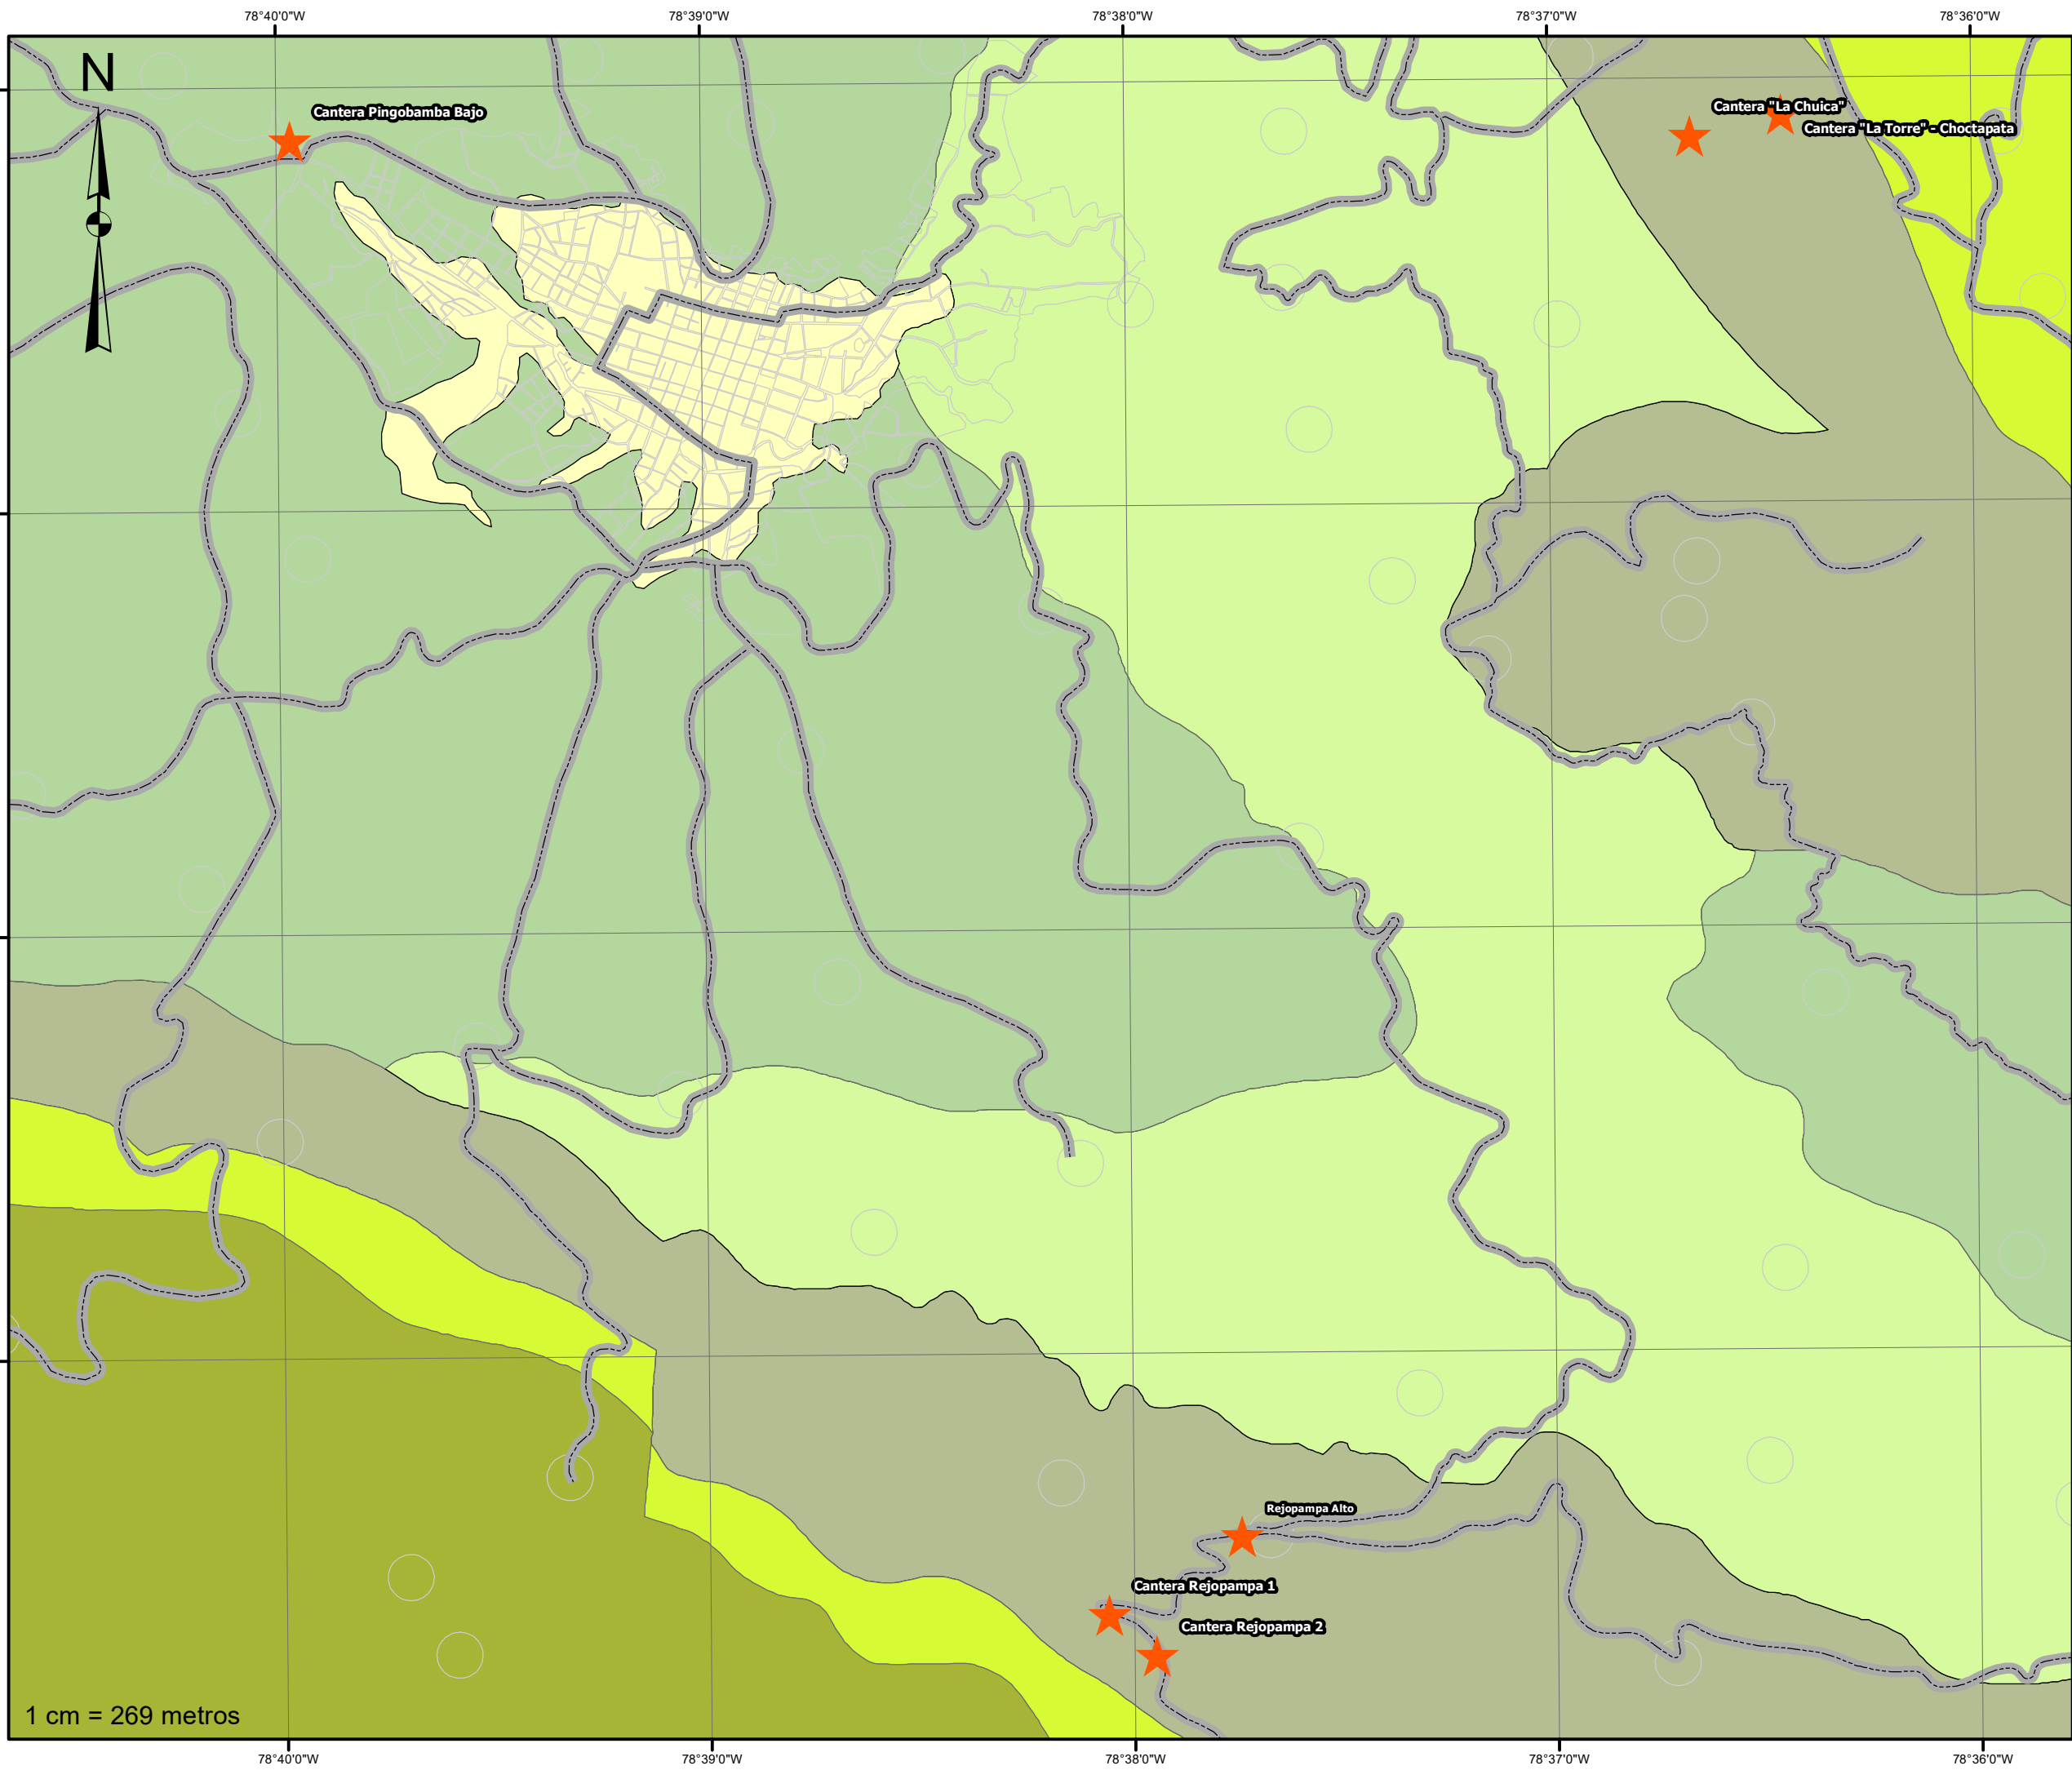 78°40'0"W
78°39'0"W
78°38'0"W
78°37'0"W
78°36'0"W
N
Cantera Pingobamba Bajo
Cantera "La Chuica"
Cantera "La Torre" - Choctapata
Rejopampa Alto
Cantera Rejopampa 1
Cantera Rejopampa 2
1 cm = 269 metros
78°40'0"W
78°39'0"W
78°38'0"W
78°37'0"W
78°36'0"W